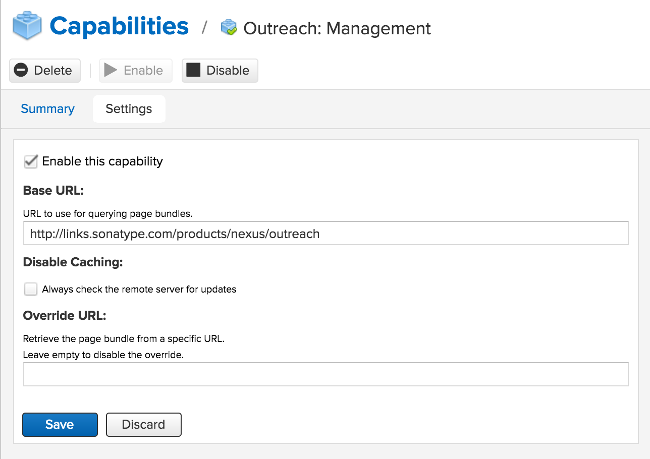 Capabilities / Outreach: Management
Delete Enable Disable
Summary Settings
Enable this capability
Base URL:
URL to use for querying page bundles.
http://links.sonatype.com/products/nexus/outreach
Disable Caching:
Always check the remote server for updates
Override URL:
Retrieve the page bundle from a specific URL.
Leave empty to disable the override.
Save Discard